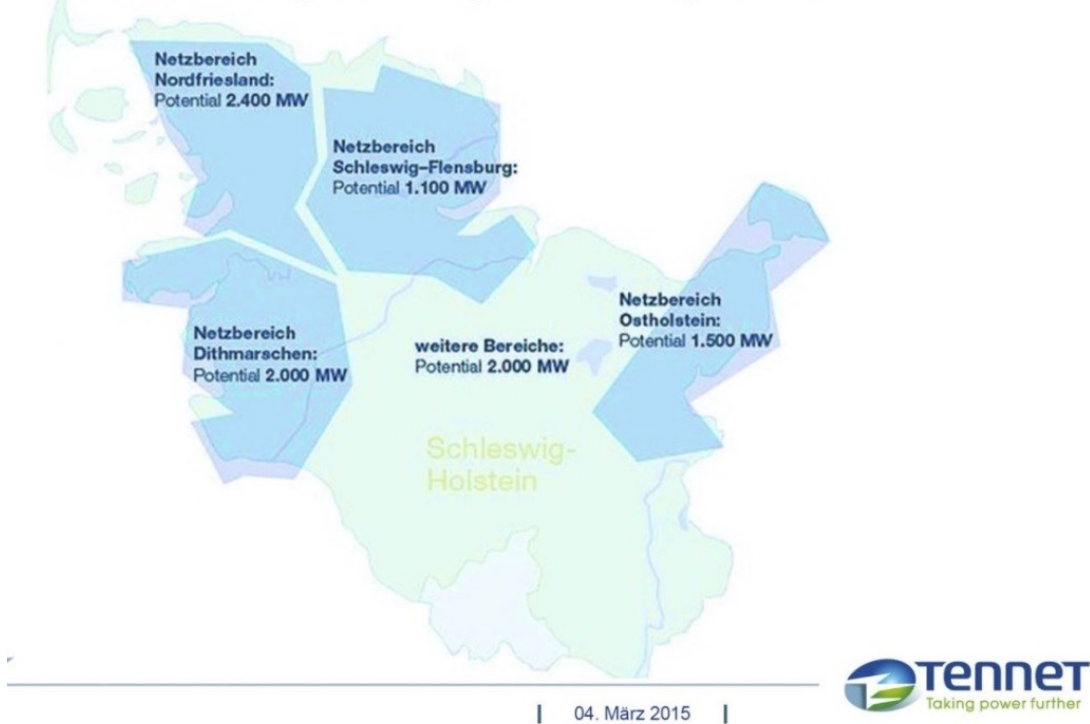 Netzbereich
Nordfriesland:
Potential 2.400 MW
Netzbereich
Schleswig–Flensburg:
Potential 1.100 MW
Netzbereich
Ostholstein:
Potential 1.500 MW
Netzbereich
Dithmarschen:
Potential 2.000 MW
weitere Bereiche:
Potential 2.000 MW
Schleswig-
Holstein
TENNET
Taking power further
| 04. März 2015 |